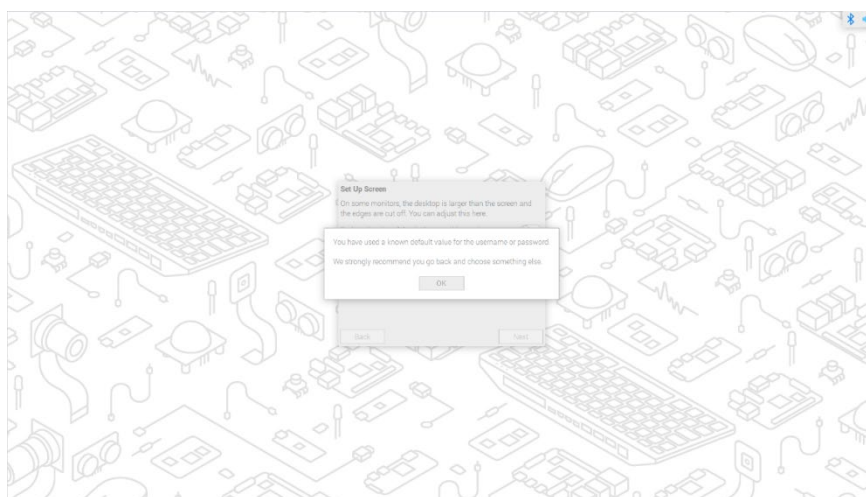 Set Up Screen
On some monitors, the desktop is larger than the screen and
the edges are cut off. You can adjust this here.
You have used a known default value for the username or password.
We strongly recommend you go back and choose something else.
OK
Back
Next